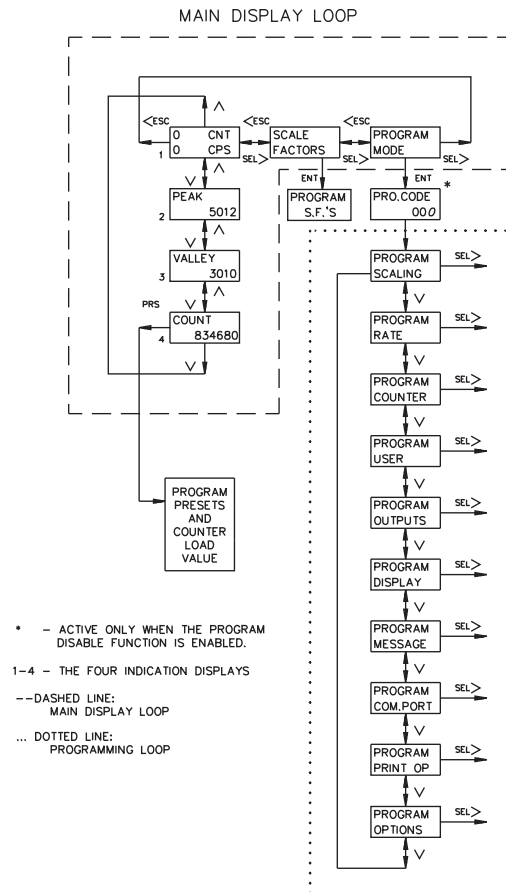 MAIN DISPLAY LOOP
<ESC
<ESC
<ESC
0 CNT
0 CPS
1
SEL>
SCALE
FACTORS
SEL>
PROGRAM
MODE
SEL>
ENT
ENT
PROGRAM
S.F.'S
PRO.CODE
000
*
PEAK
5012
2
VALLEY
3010
3
PRS
COUNT
834680
4
PROGRAM
PRESETS
AND
COUNTER
LOAD
VALUE
PROGRAM
SCALING
SEL>
PROGRAM
RATE
SEL>
PROGRAM
COUNTER
SEL>
PROGRAM
USER
SEL>
PROGRAM
OUTPUTS
SEL>
PROGRAM
DISPLAY
SEL>
PROGRAM
MESSAGE
SEL>
PROGRAM
COM.PORT
SEL>
PROGRAM
PRINT OP
SEL>
PROGRAM
OPTIONS
SEL>
* – ACTIVE ONLY WHEN THE PROGRAM
DISABLE FUNCTION IS ENABLED.
1–4 – THE FOUR INDICATION DISPLAYS
--DASHED LINE:
MAIN DISPLAY LOOP
... DOTTED LINE:
PROGRAMMING LOOP